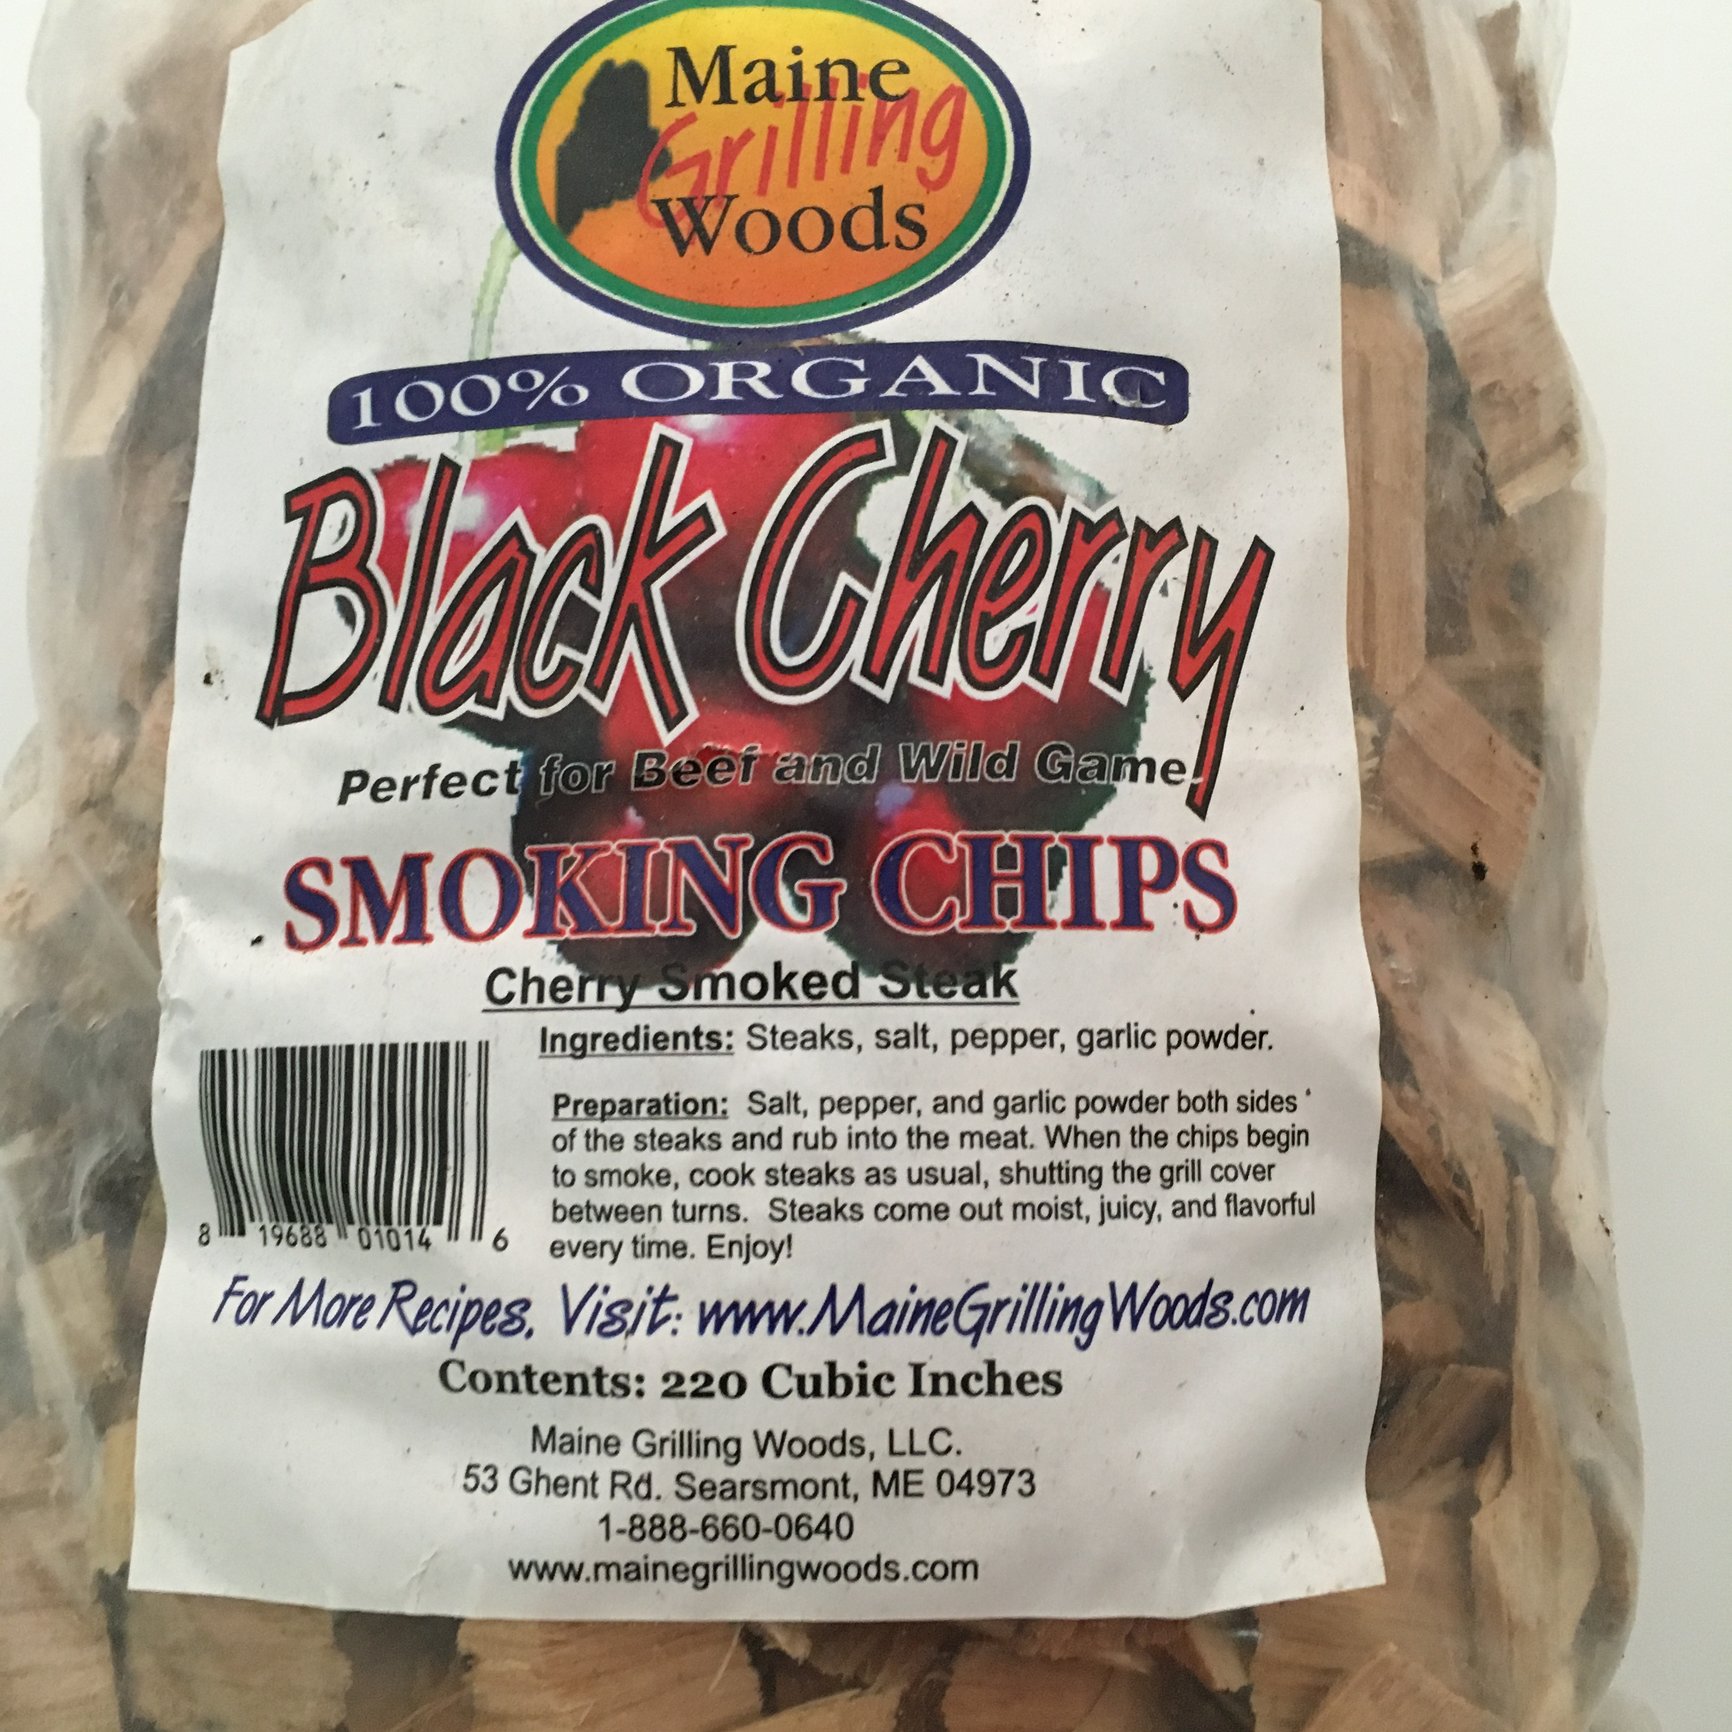 Maine
Grilling
Woods
100% ORGANIC
Black Cherry
Perfect for Beef and Wild Game!
SMOKING CHIPS
Cherry Smoked Steak
Ingredients: Steaks, salt, pepper, garlic powder.
Preparation: Salt, pepper, and garlic powder both sides
of the steaks and rub into the meat. When the chips begin
to smoke, cook steaks as usual, shutting the grill cover
between turns. Steaks come out moist, juicy, and flavorful
every time. Enjoy!
8 19688 01014 6
For More Recipes, Visit: www.MaineGrillingWoods.com
Contents: 220 Cubic Inches
Maine Grilling Woods, LLC.
53 Ghent Rd. Searsmont, ME 04973
1-888-660-0640
www.mainegrillingwoods.com